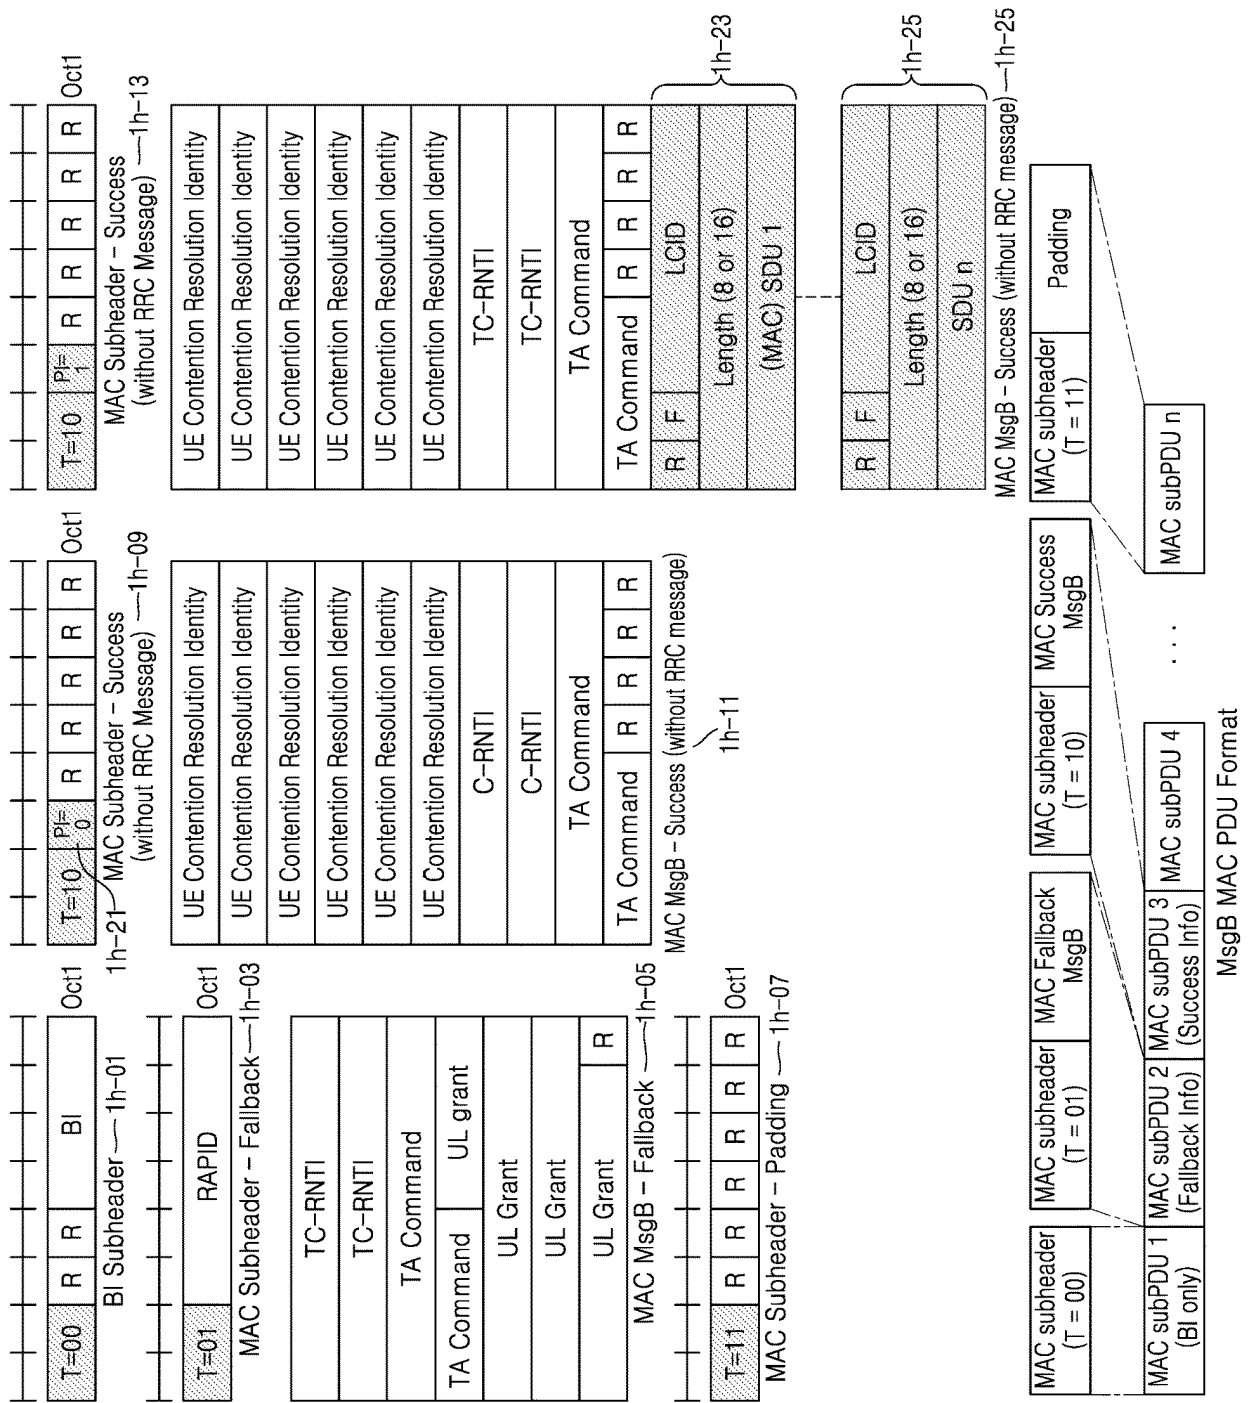 T=00 R R BI Oct1
BI Subheader 1h-01
T=01 RAPID Oct1
MAC Subheader – Fallback 1h-03
TC-RNTI
TC-RNTI
TA Command
TA Command UL grant
UL Grant
UL Grant
UL Grant R
MAC MsgB – Fallback 1h-05
T=11 R R R R R R Oct1
MAC Subheader – Padding 1h-07
T=10 PI=0 R R R R R Oct1
1h-21
MAC Subheader – Success
(without RRC Message) 1h-09
UE Contention Resolution Identity
UE Contention Resolution Identity
UE Contention Resolution Identity
UE Contention Resolution Identity
UE Contention Resolution Identity
UE Contention Resolution Identity
C-RNTI
C-RNTI
TA Command
TA Command R R R R
MAC MsgB – Success (without RRC message)
1h-11
T=10 PI=1 R R R R R Oct1
MAC Subheader – Success
(without RRC Message) 1h-13
UE Contention Resolution Identity
UE Contention Resolution Identity
UE Contention Resolution Identity
UE Contention Resolution Identity
UE Contention Resolution Identity
UE Contention Resolution Identity
TC-RNTI
TC-RNTI
TA Command
TA Command R R R R
R F LCID
Length (8 or 16)
(MAC) SDU 1
1h-23
R F LCID
Length (8 or 16)
SDU n
1h-25
MAC MsgB – Success (without RRC message) 1h-25
MAC subheader
(T = 00)
MAC subheader
(T = 01)
MAC Fallback
MsgB
MAC subheader
(T = 10)
MAC Success
MsgB
MAC subheader
(T = 11)
Padding
MAC subPDU 1
(BI only)
MAC subPDU 2
(Fallback Info)
MAC subPDU 3
(Success Info)
MAC subPDU 4
. . .
MAC subPDU n
MsgB MAC PDU Format